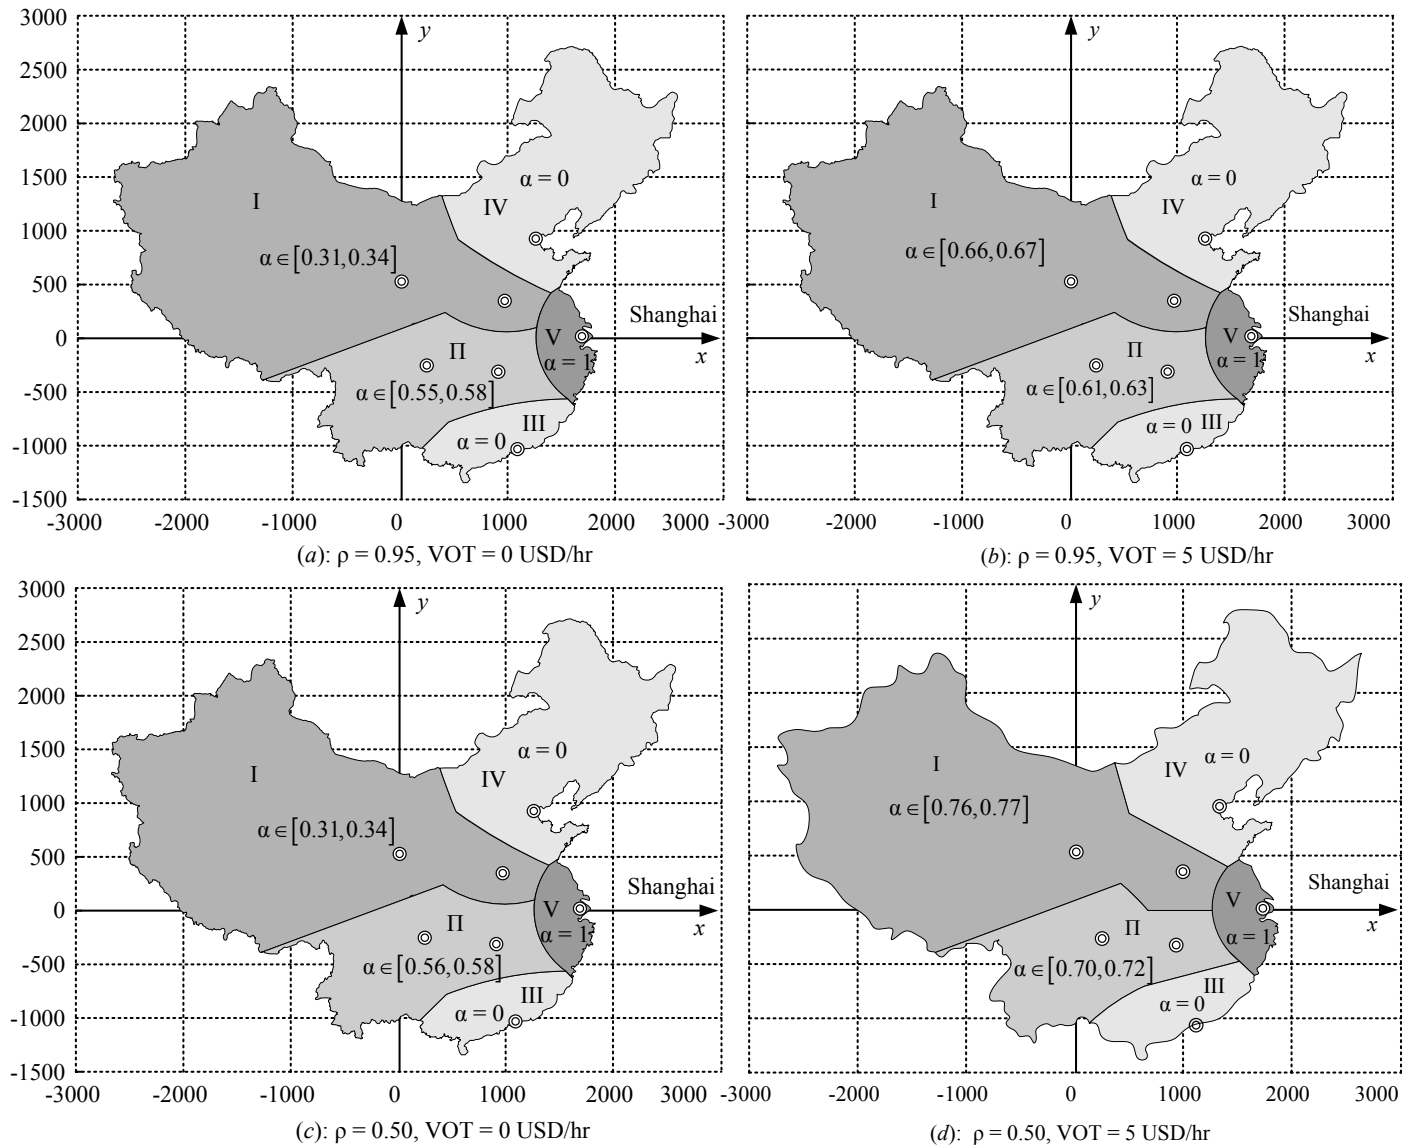 3000
2500
2000
1500
1000
500
0
-500
-1000
-1500
-3000 -2000 -1000 0 1000 2000 3000
y
x
I
α ∈ [0.31, 0.34]
IV
α = 0
Π
α ∈ [0.55, 0.58]
III
α = 0
V
α = 1
Shanghai
(a): ρ = 0.95, VOT = 0 USD/hr
-3000 -2000 -1000 0 1000 2000 3000
y
x
I
α ∈ [0.66, 0.67]
IV
α = 0
Π
α ∈ [0.61, 0.63]
α = 0 III
V
α = 1
Shanghai
(b): ρ = 0.95, VOT = 5 USD/hr
3000
2500
2000
1500
1000
500
0
-500
-1000
-1500
-3000 -2000 -1000 0 1000 2000 3000
y
x
I
α ∈ [0.31, 0.34]
IV
α = 0
Π
α ∈ [0.56, 0.58]
III
α = 0
V
α = 1
Shanghai
(c): ρ = 0.50, VOT = 0 USD/hr
-3000 -2000 -1000 0 1000 2000 3000
y
x
I
α ∈ [0.76, 0.77]
IV α = 0
Π
α ∈ [0.70, 0.72]
III
α = 0
V
α = 1
Shanghai
(d): ρ = 0.50, VOT = 5 USD/hr